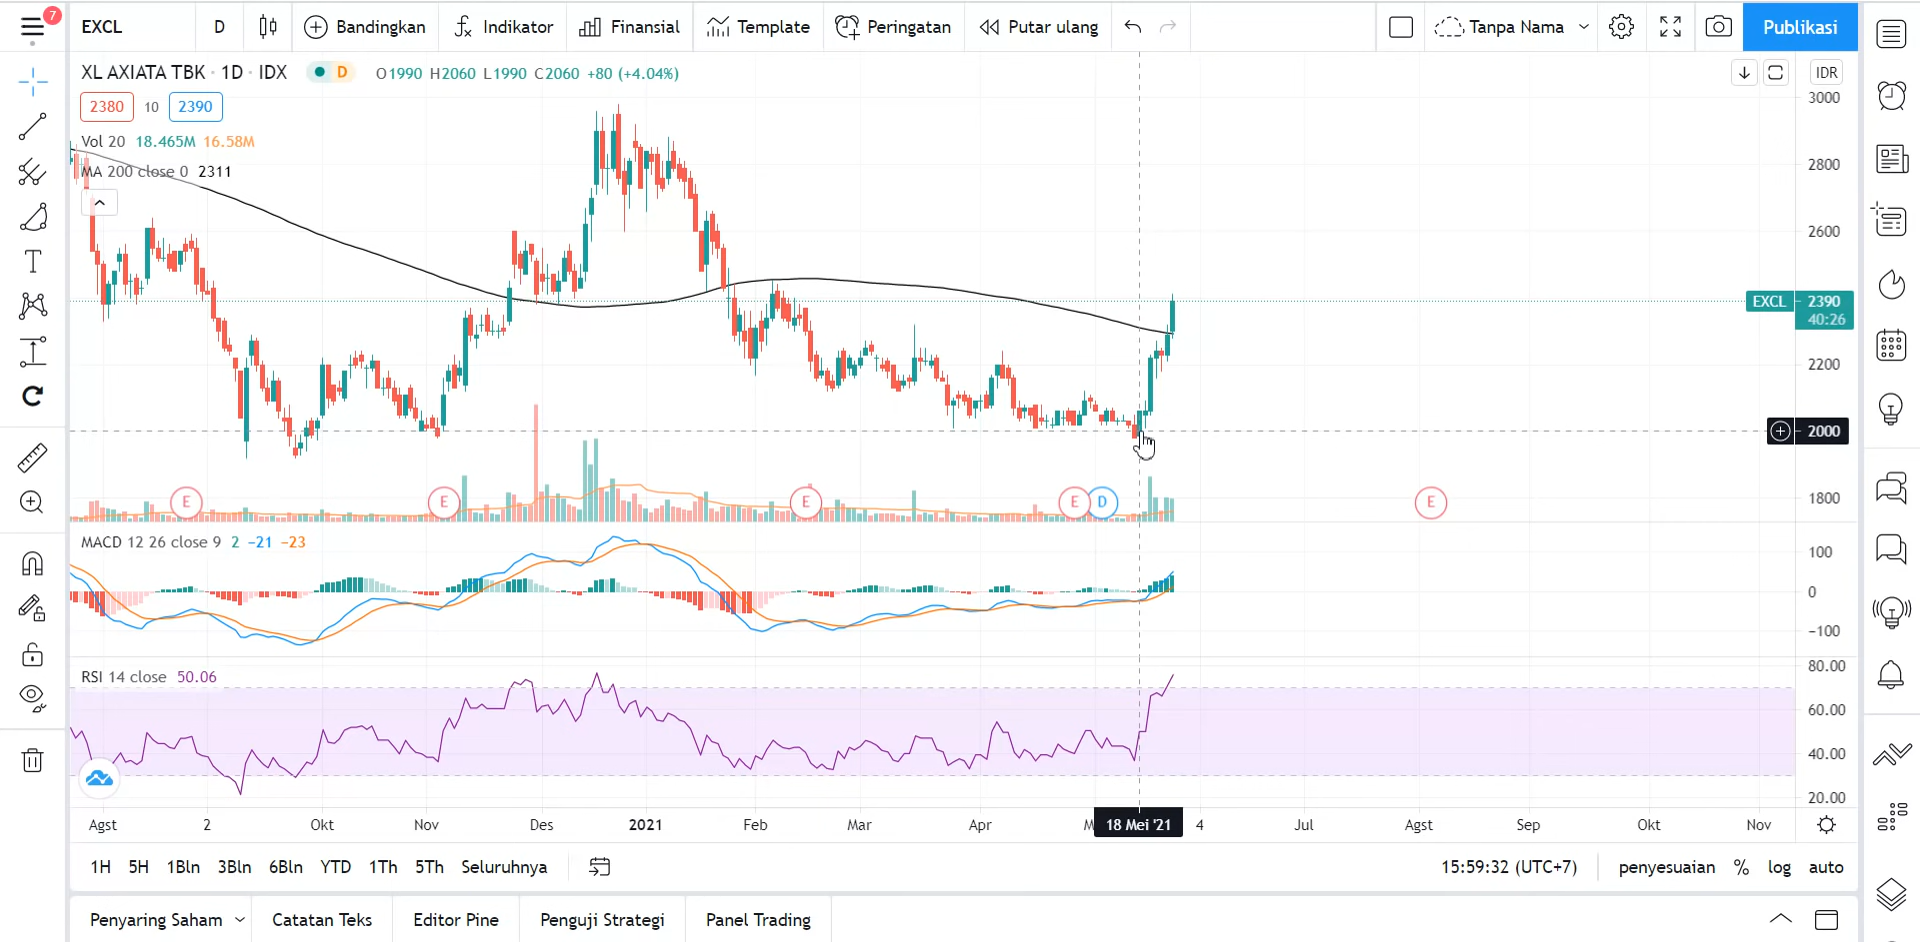 7
EXCL D Bandingkan Indikator Finansial Template Peringatan Putar ulang Tanpa Nama Publikasi
XL AXIATA TBK · 1D · IDX D O1990 H2060 L1990 C2060 +80 (+4.04%)
IDR
2380 10 2390
Vol 20 18.465M 16.58M
MA 200 close 0 2311
3000
2800
2600
EXCL 2390
40:26
2200
2000
1800
E E E E D E
MACD 12 26 close 9 2 −21 −23
100
0
−100
RSI 14 close 50.06
80.00
60.00
40.00
20.00
Agst 2 Okt Nov Des 2021 Feb Mar Apr M 18 Mei '21 4 Jul Agst Sep Okt Nov
1H 5H 1Bln 3Bln 6Bln YTD 1Th 5Th Seluruhnya 15:59:32 (UTC+7) penyesuaian % log auto
Penyaring Saham Catatan Teks Editor Pine Penguji Strategi Panel Trading